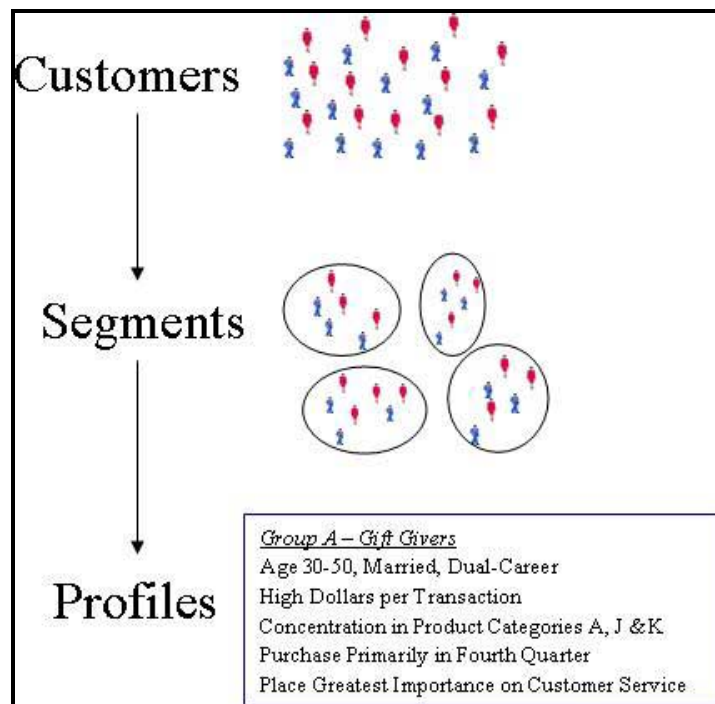 Customers
Segments
Profiles
Group A – Gift Givers
Age 30-50, Married, Dual-Career
High Dollars per Transaction
Concentration in Product Categories A, J & K
Purchase Primarily in Fourth Quarter
Place Greatest Importance on Customer Service